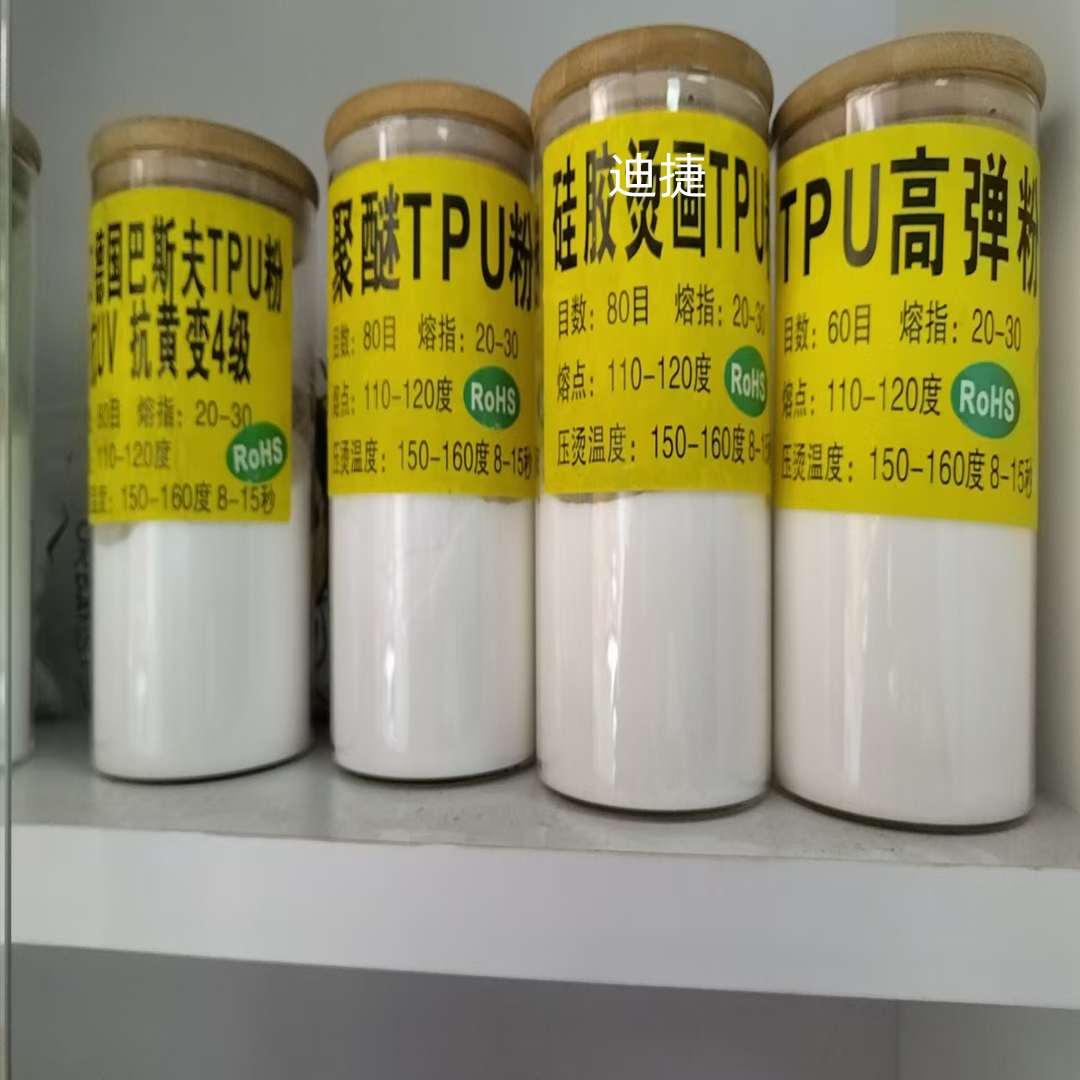 德国巴斯夫TPU粉
UV 抗黄变4级
80目 熔指：20-30
110-120度
RoHS
度：150-160度 8-15秒
聚醚TPU粉
目数：80目 熔指：20-30
熔点：110-120度
RoHS
压烫温度：150-160度 8-15秒
迪捷
硅胶烫画TPU
目数：80目 熔指：20-30
熔点：110-120度
RoHS
压烫温度：150-160度 8-
TPU高弹粉
目数：60目 熔指：20-30
熔点：110-120度
RoHS
压烫温度：150-160度 8-15秒